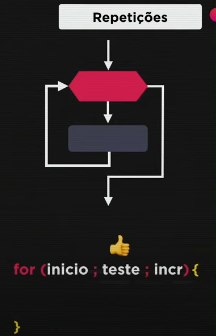 Repetições
for (inicio ; teste ; incr) {
}